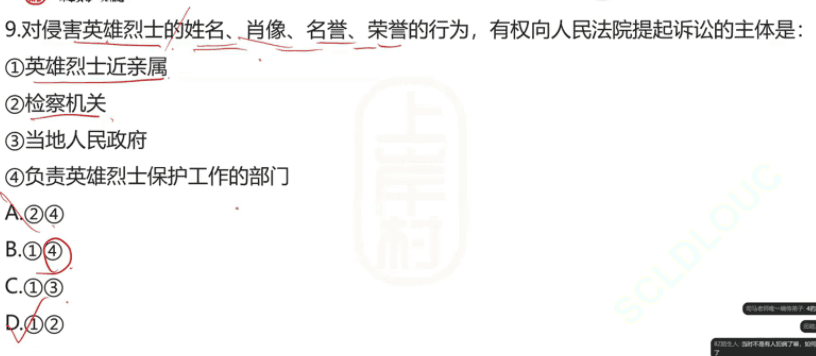 9.对侵害英雄烈士的姓名、肖像、名誉、荣誉的行为，有权向人民法院提起诉讼的主体是：
①英雄烈士近亲属
②检察机关
③当地人民政府
④负责英雄烈士保护工作的部门
A.②④
B.①④
C.①③
D.①②
上岸村
SCLDLOUC